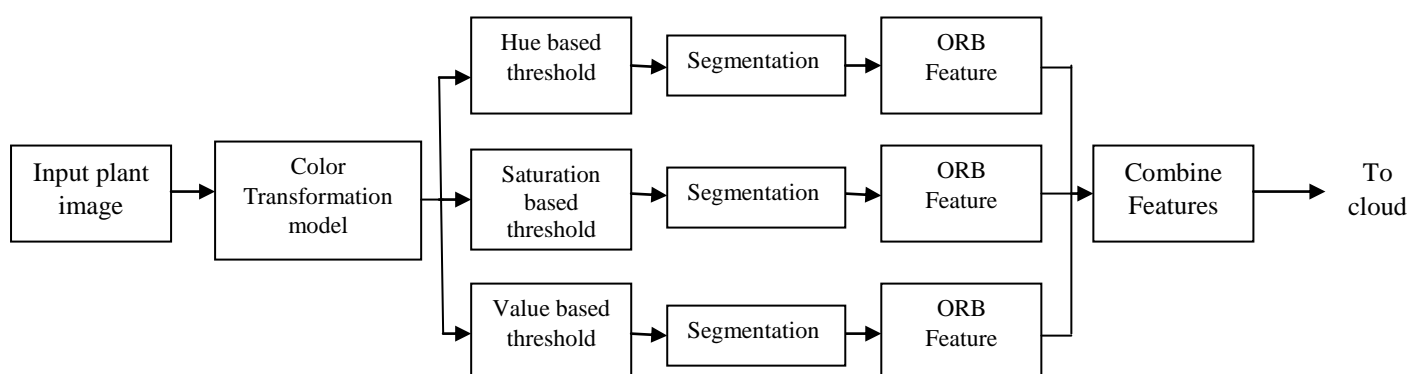 Input plant
image
Color
Transformation
model
Hue based
threshold
Segmentation
ORB
Feature
Saturation
based
threshold
Segmentation
ORB
Feature
Value based
threshold
Segmentation
ORB
Feature
Combine
Features
To
cloud